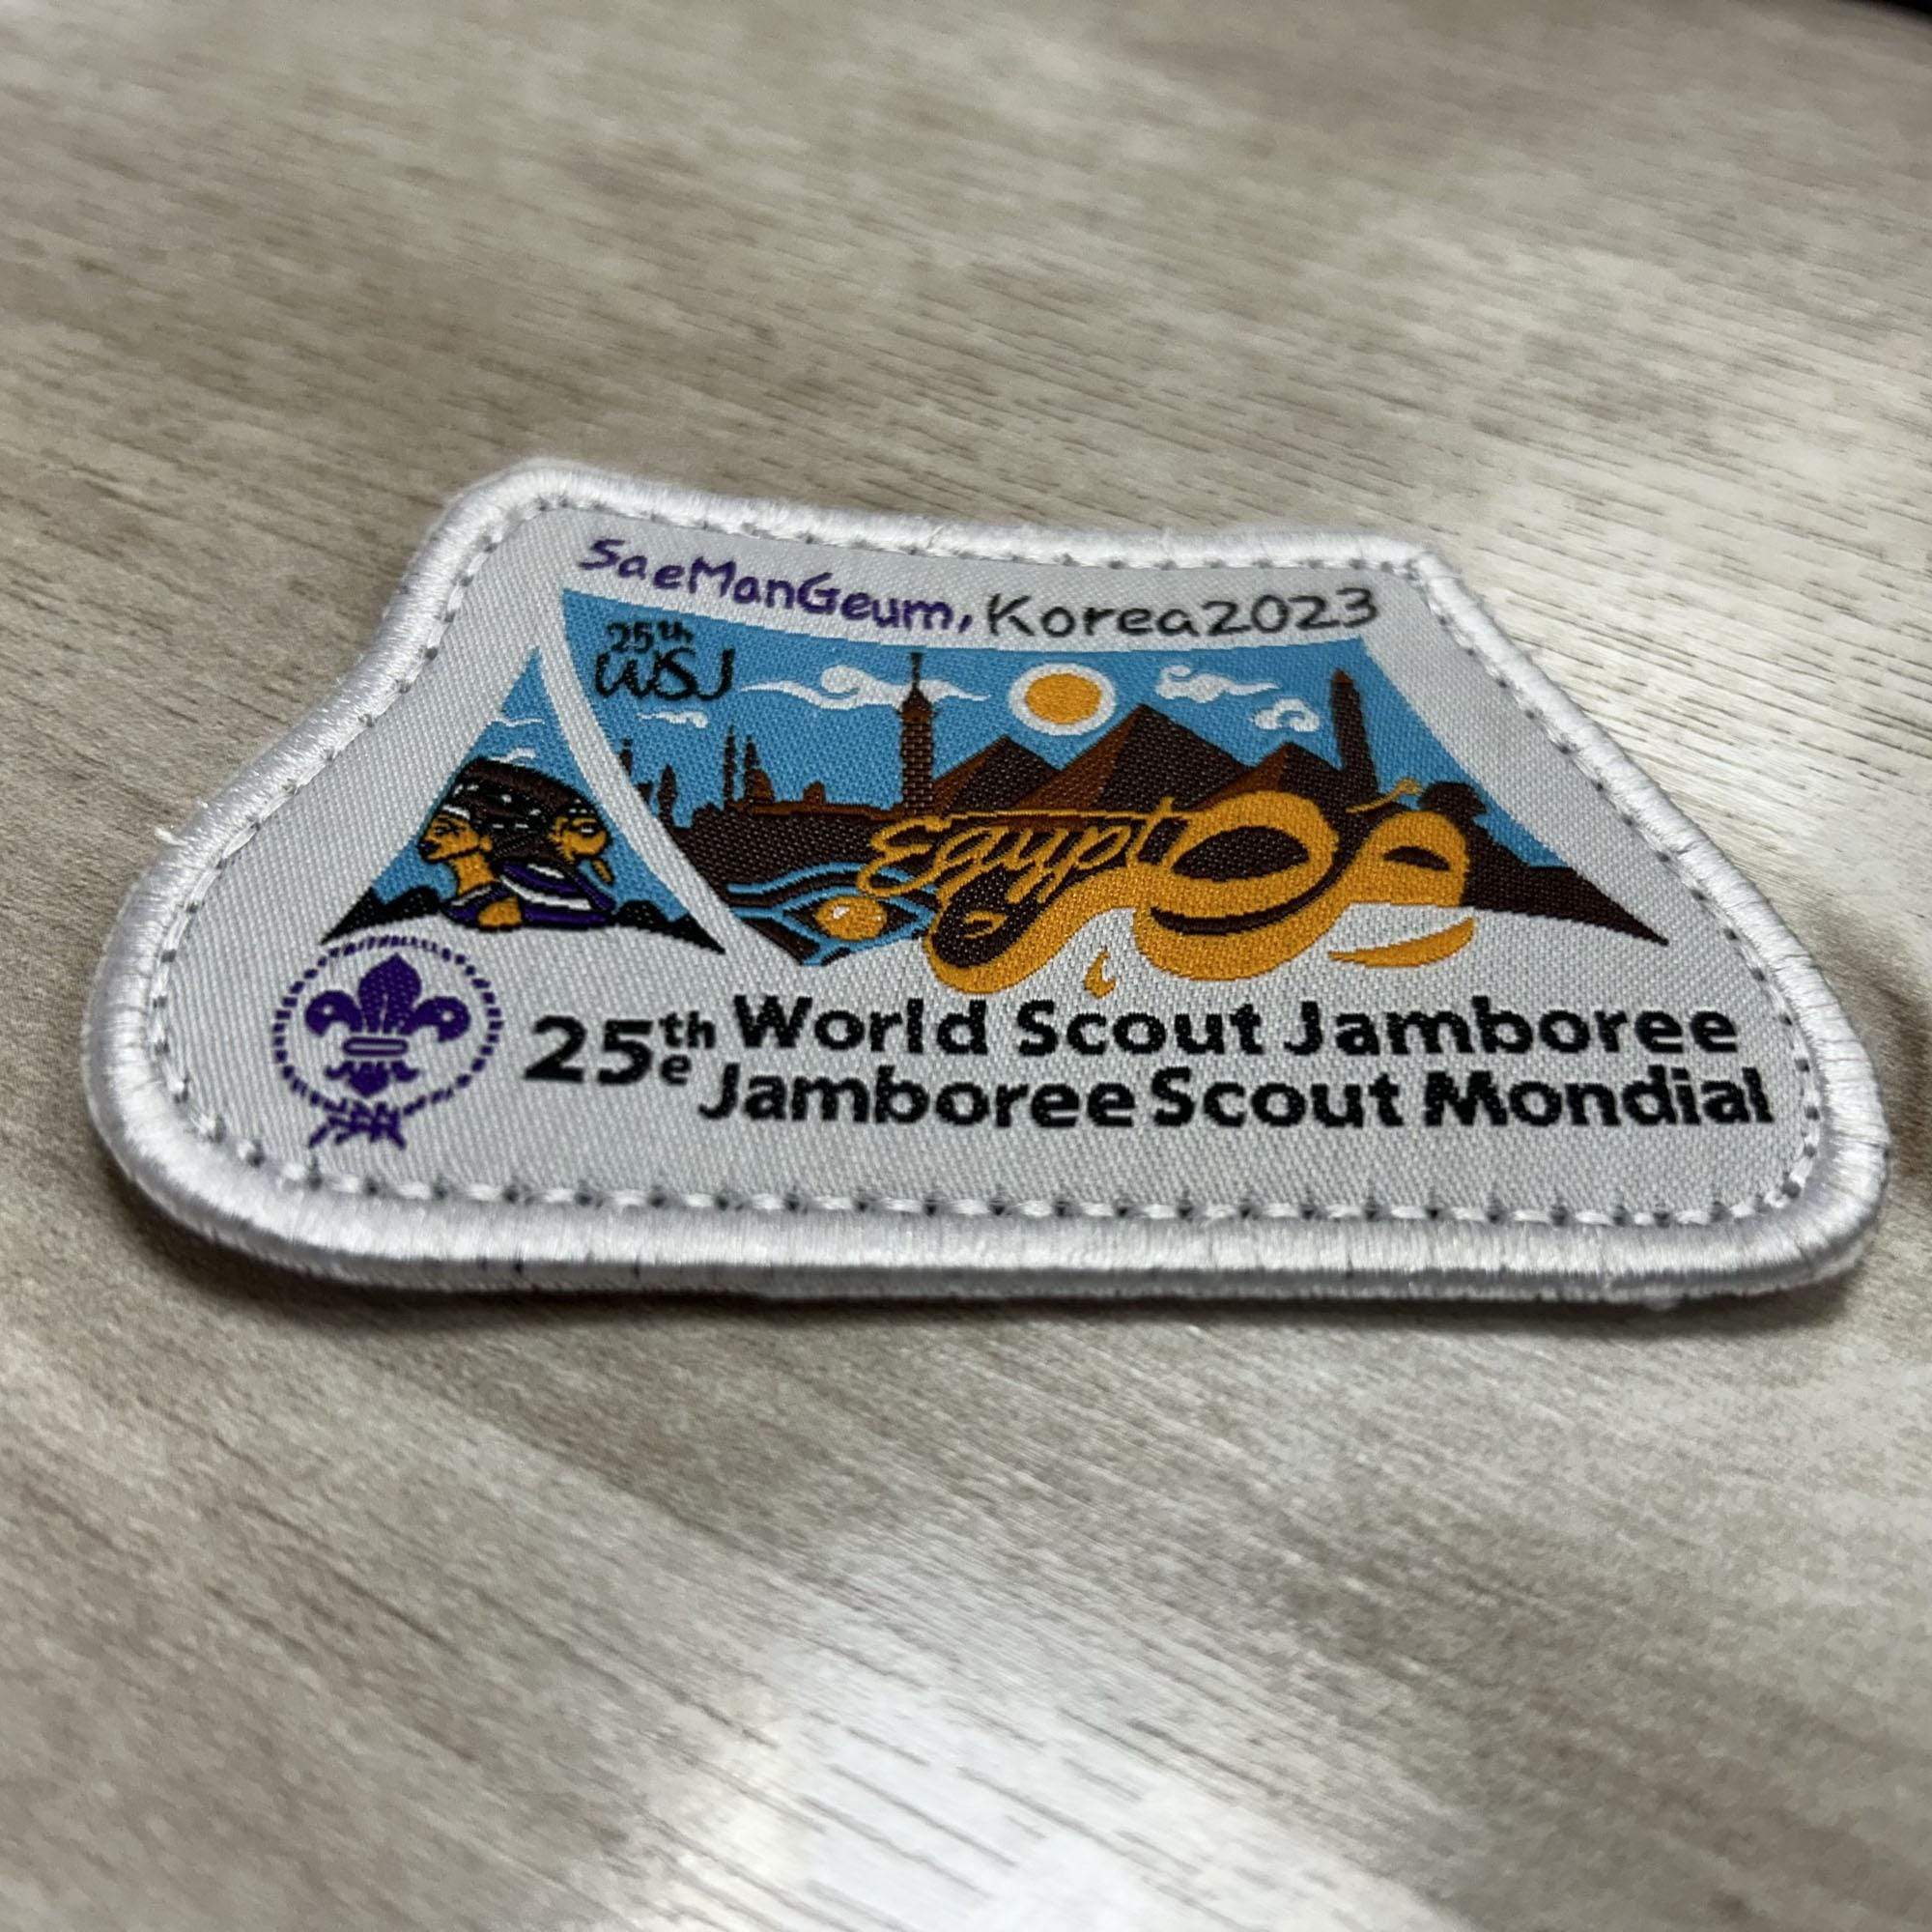 SaeManGeum, Korea2023
25th
WSJ
Egypt مصر
25th World Scout Jamboree
25e Jamboree Scout Mondial